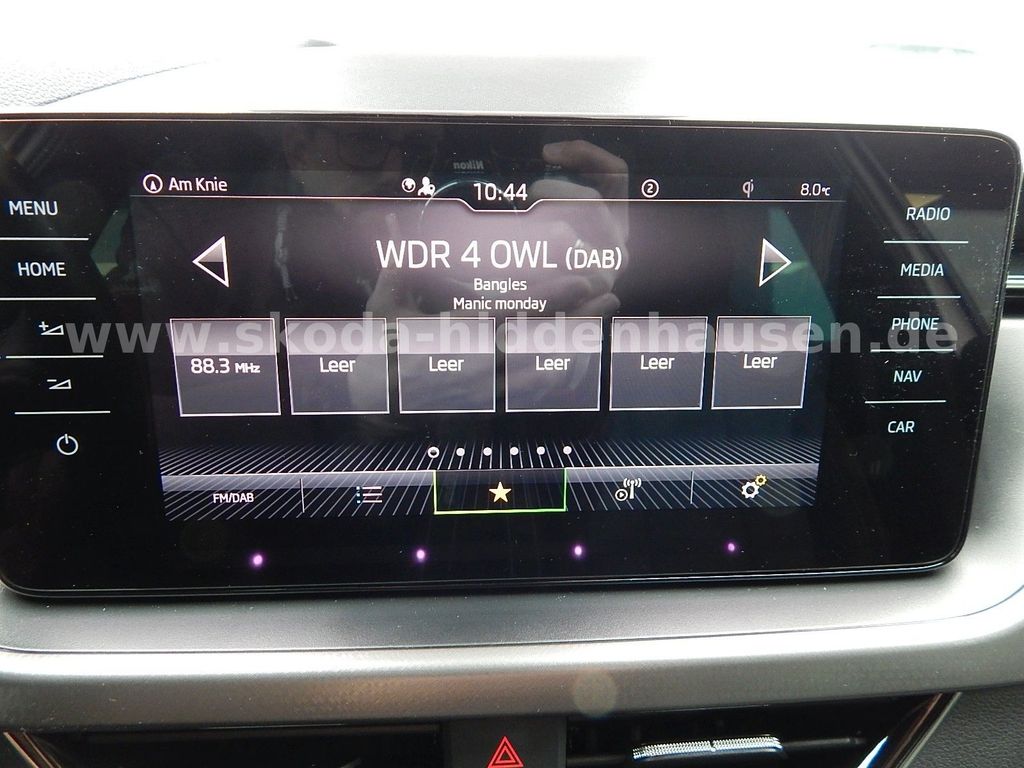 Nikon
Am Knie
10:44
2
8.0°C
MENU
RADIO
WDR 4 OWL (DAB)
HOME
MEDIA
Bangles
Manic monday
www.skoda-hiddenhausen.de
PHONE
88.3 MHz
Leer
Leer
Leer
Leer
Leer
NAV
CAR
FM/DAB